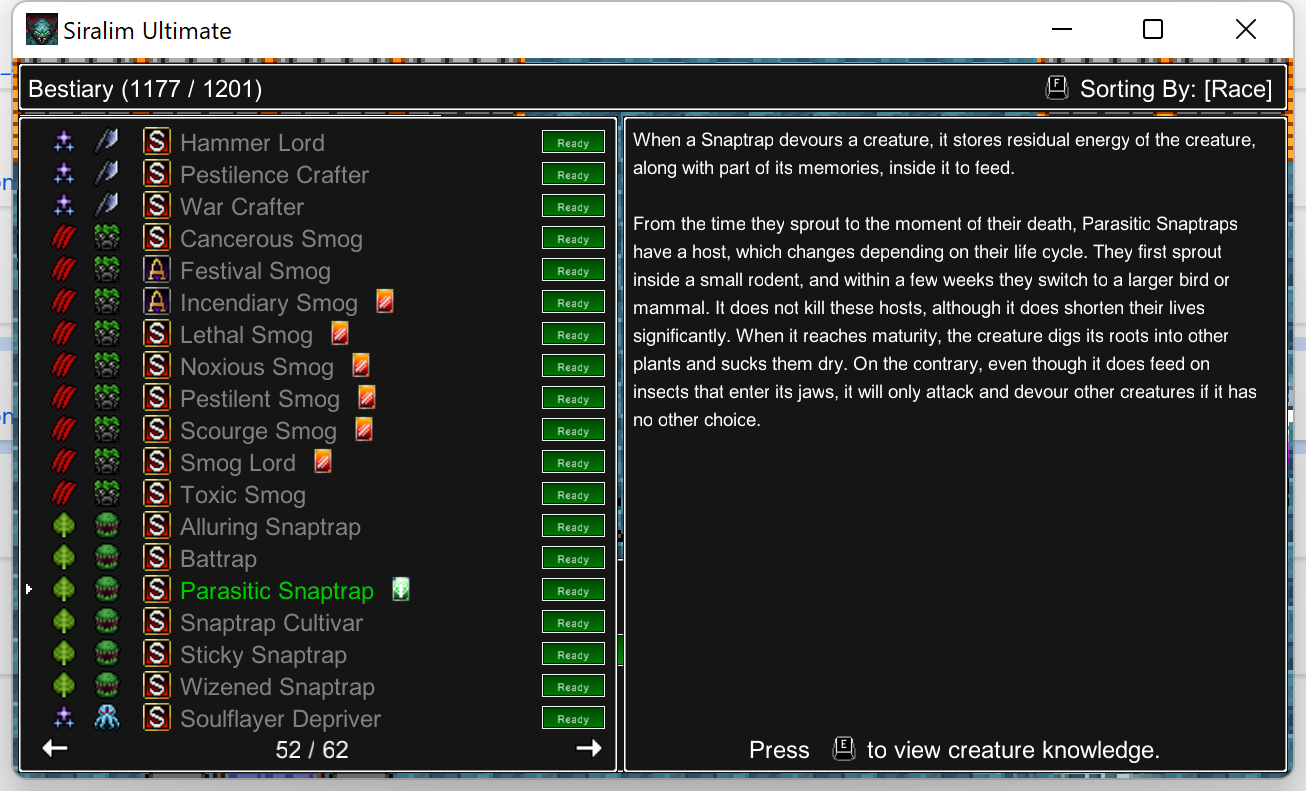 Siralim Ultimate
Bestiary (1177 / 1201)
F Sorting By: [Race]
S Hammer Lord Ready
S Pestilence Crafter Ready
S War Crafter Ready
S Cancerous Smog Ready
A Festival Smog Ready
A Incendiary Smog Ready
S Lethal Smog Ready
S Noxious Smog Ready
S Pestilent Smog Ready
S Scourge Smog Ready
S Smog Lord Ready
S Toxic Smog Ready
S Alluring Snaptrap Ready
S Battrap Ready
S Parasitic Snaptrap Ready
S Snaptrap Cultivar Ready
S Sticky Snaptrap Ready
S Wizened Snaptrap Ready
S Soulflayer Depriver Ready
52 / 62
When a Snaptrap devours a creature, it stores residual energy of the creature,
along with part of its memories, inside it to feed.
From the time they sprout to the moment of their death, Parasitic Snaptraps
have a host, which changes depending on their life cycle. They first sprout
inside a small rodent, and within a few weeks they switch to a larger bird or
mammal. It does not kill these hosts, although it does shorten their lives
significantly. When it reaches maturity, the creature digs its roots into other
plants and sucks them dry. On the contrary, even though it does feed on
insects that enter its jaws, it will only attack and devour other creatures if it has
no other choice.
Press E to view creature knowledge.